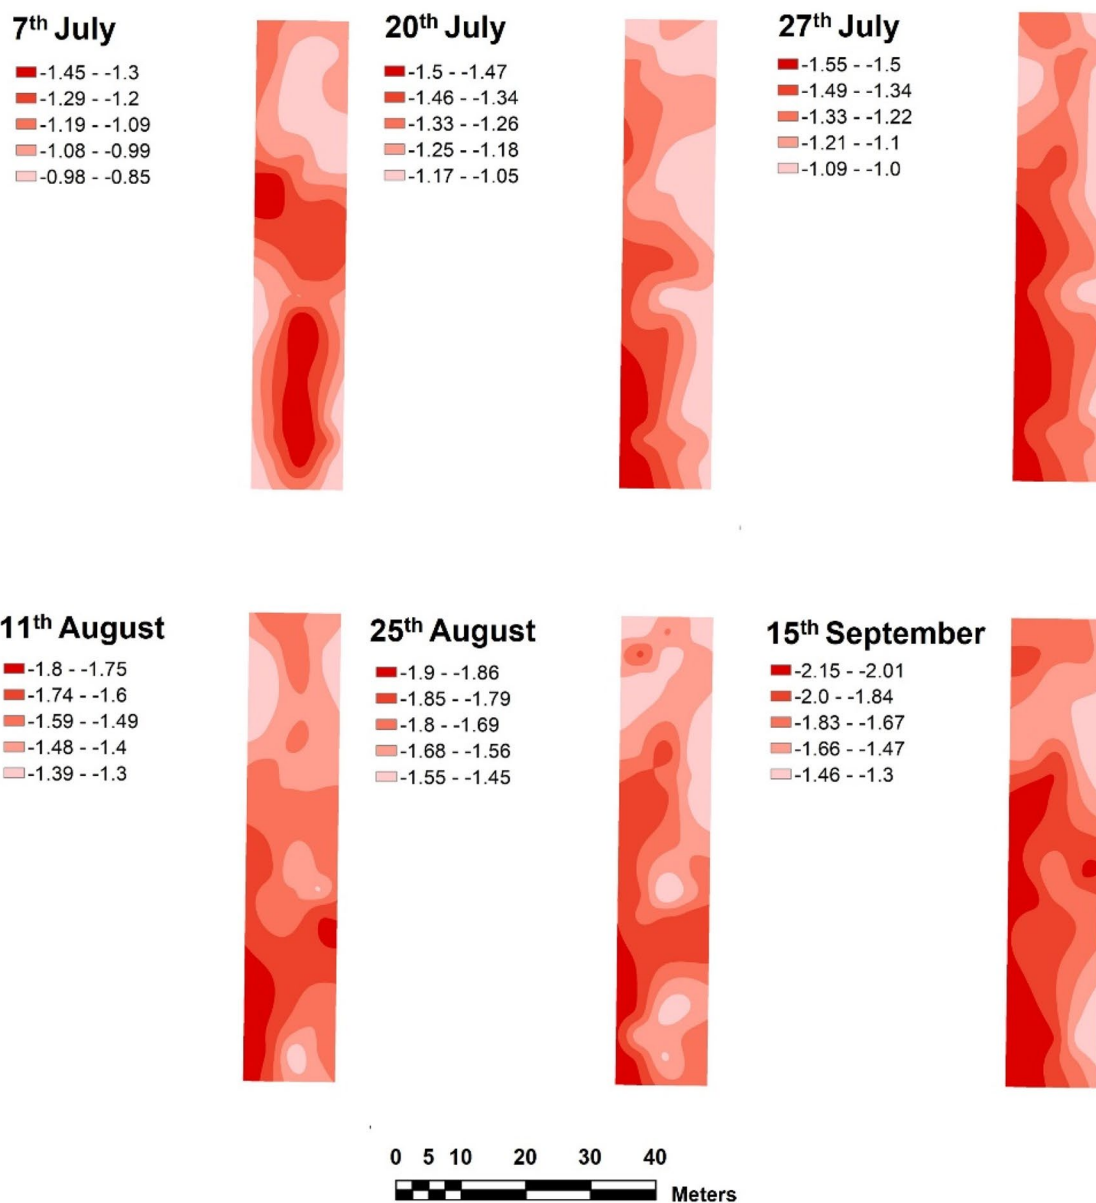 7th July
-1.45 - -1.3
-1.29 - -1.2
-1.19 - -1.09
-1.08 - -0.99
-0.98 - -0.85
20th July
-1.5 - -1.47
-1.46 - -1.34
-1.33 - -1.26
-1.25 - -1.18
-1.17 - -1.05
27th July
-1.55 - -1.5
-1.49 - -1.34
-1.33 - -1.22
-1.21 - -1.1
-1.09 - -1.0
11th August
-1.8 - -1.75
-1.74 - -1.6
-1.59 - -1.49
-1.48 - -1.4
-1.39 - -1.3
25th August
-1.9 - -1.86
-1.85 - -1.79
-1.8 - -1.69
-1.68 - -1.56
-1.55 - -1.45
15th September
-2.15 - -2.01
-2.0 - -1.84
-1.83 - -1.67
-1.66 - -1.47
-1.46 - -1.3
0 5 10 20 30 40
Meters